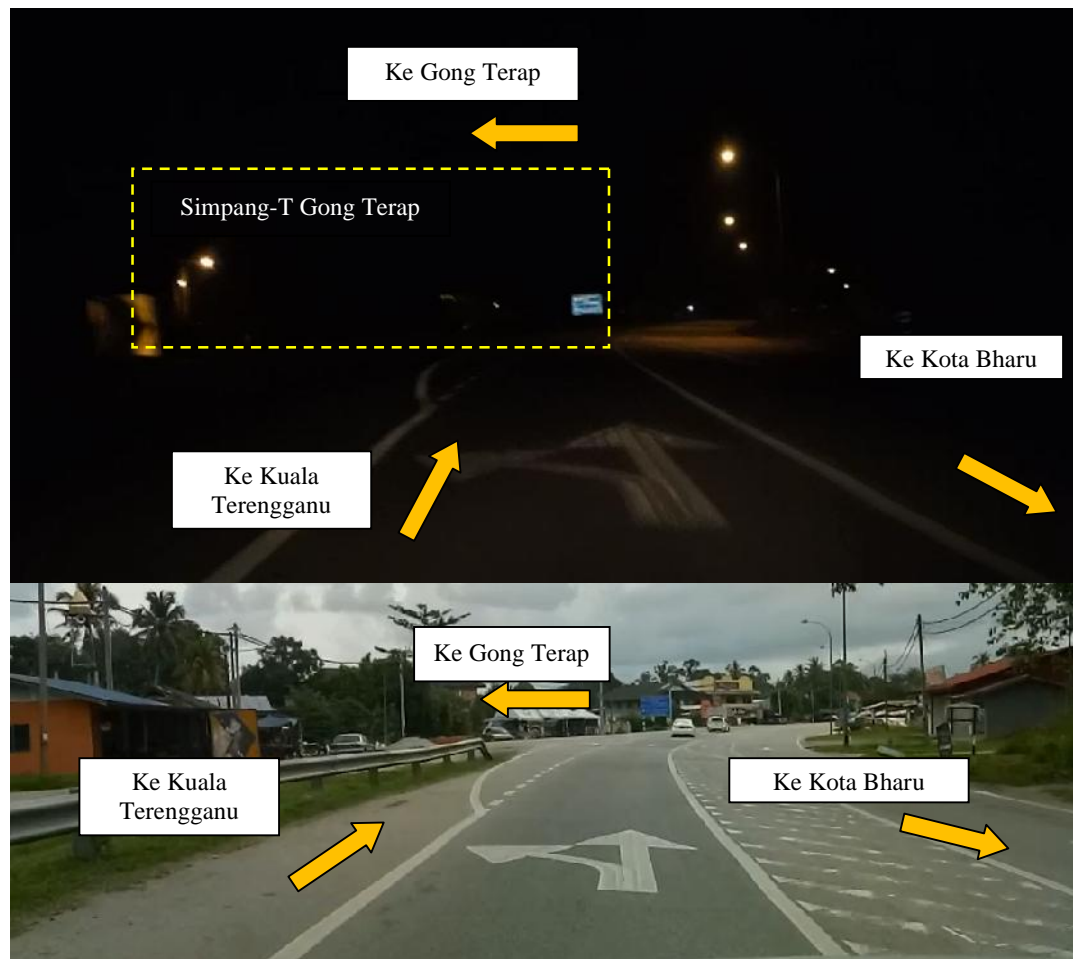 Ke Gong Terap
Simpang-T Gong Terap
Ke Kota Bharu
Ke Kuala
Terengganu
Ke Gong Terap
Ke Kuala
Terengganu
Ke Kota Bharu